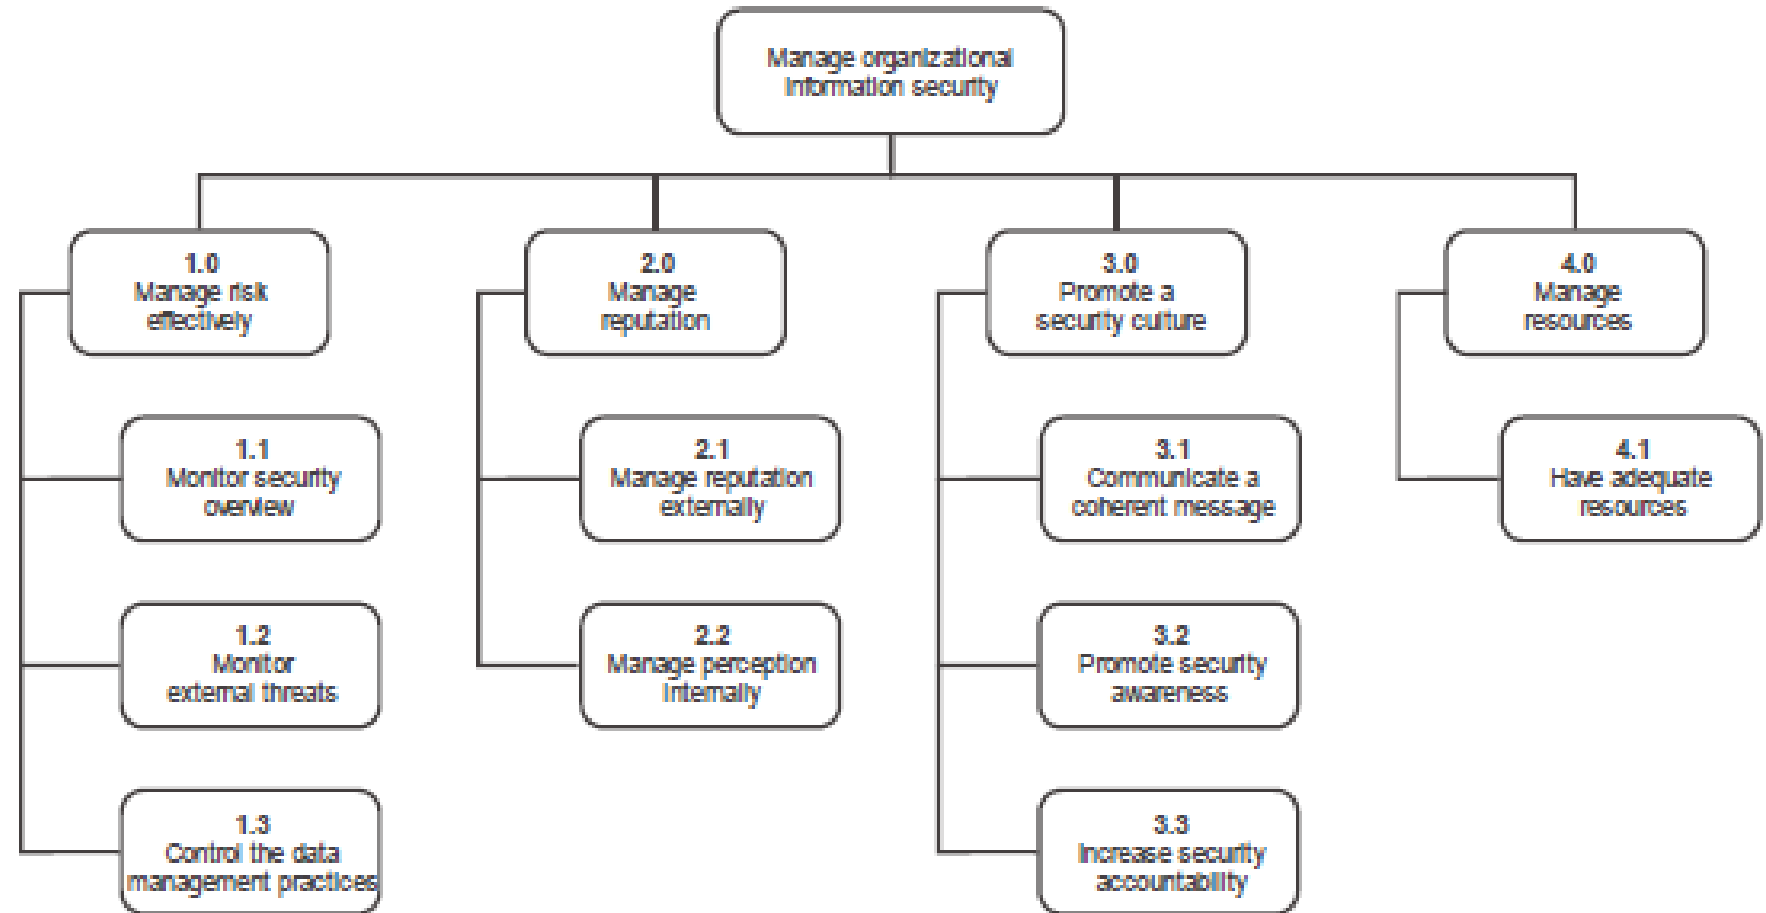 Manage organizational
information security
1.0
Manage risk
effectively
2.0
Manage
reputation
3.0
Promote a
security culture
4.0
Manage
resources
1.1
Monitor security
overview
2.1
Manage reputation
externally
3.1
Communicate a
coherent message
4.1
Have adequate
resources
1.2
Monitor
external threats
2.2
Manage perception
internally
3.2
Promote security
awareness
1.3
Control the data
management practices
3.3
Increase security
accountability